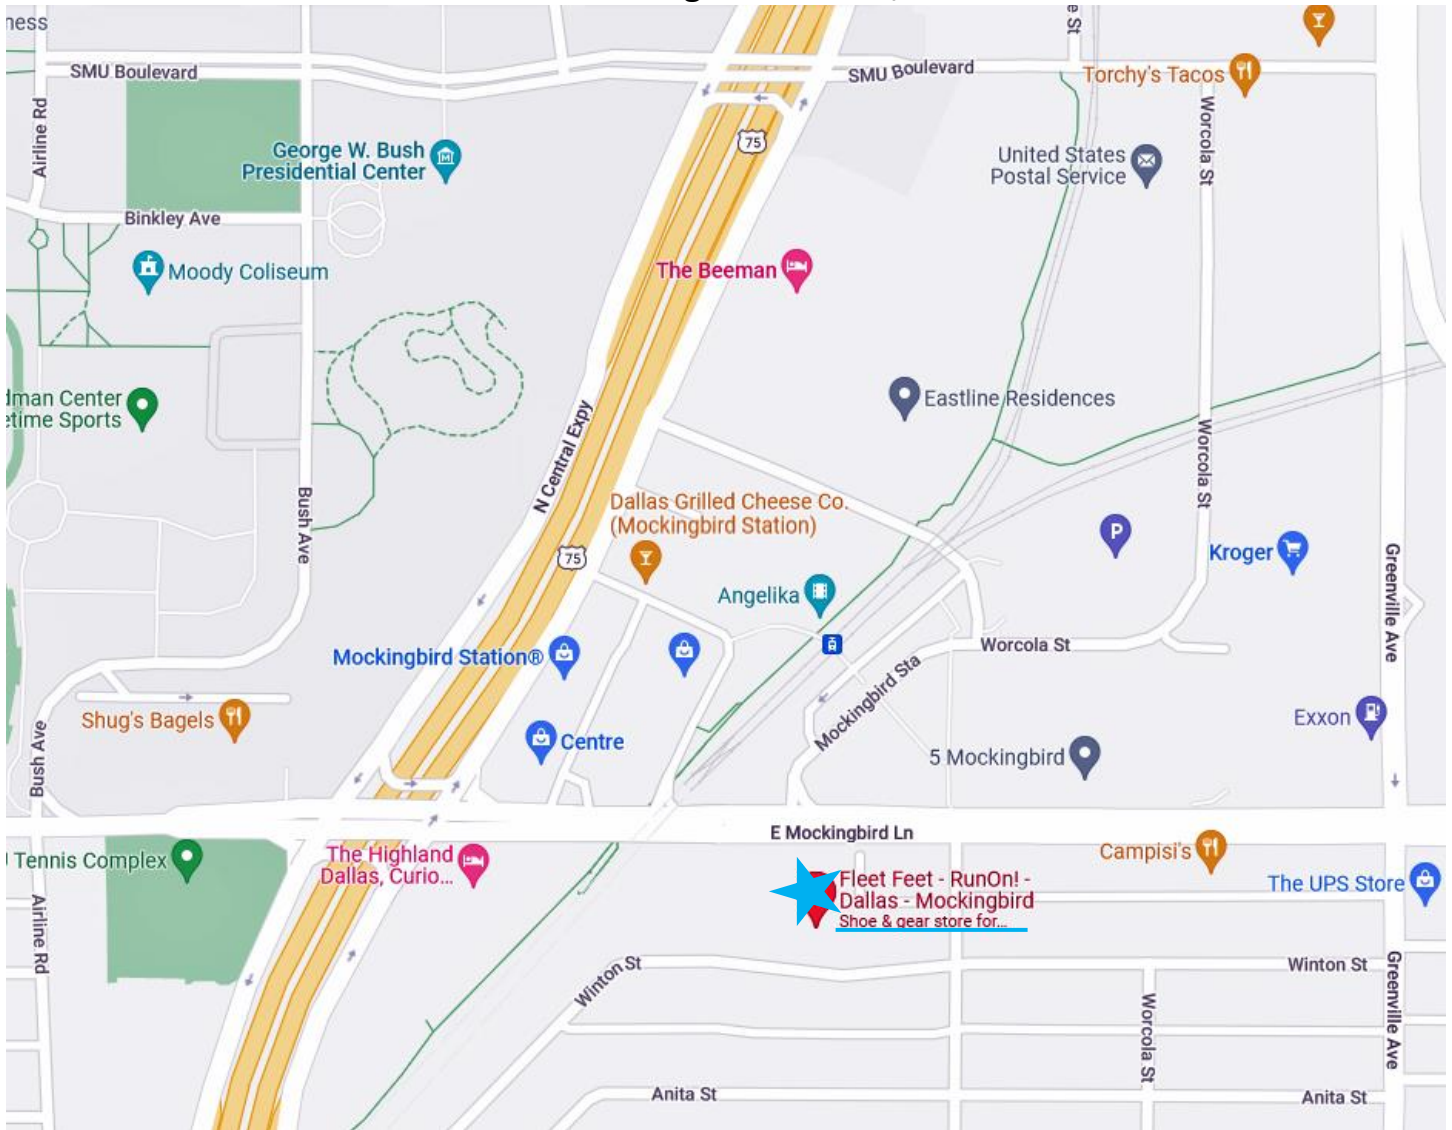 ness
SMU Boulevard
SMU Boulevard
e St
Torchy's Tacos
Airline Rd
George W. Bush
Presidential Center
75
United States
Postal Service
Worcola St
Binkley Ave
Moody Coliseum
The Beeman
dman Center
etime Sports
N Central Expy
Eastline Residences
Worcola St
Bush Ave
Dallas Grilled Cheese Co.
(Mockingbird Station)
75
P
Kroger
Greenville Ave
Angelika
Mockingbird Station®
Worcola St
Mockingbird Sta
Shug's Bagels
Bush Ave
Centre
5 Mockingbird
Exxon
E Mockingbird Ln
Tennis Complex
The Highland
Dallas, Curio...
Campisi's
Fleet Feet - RunOn! -
Dallas - Mockingbird
Shoe & gear store for...
The UPS Store
Airline Rd
Winton St
Winton St
Greenville Ave
Worcola St
Anita St
Anita St